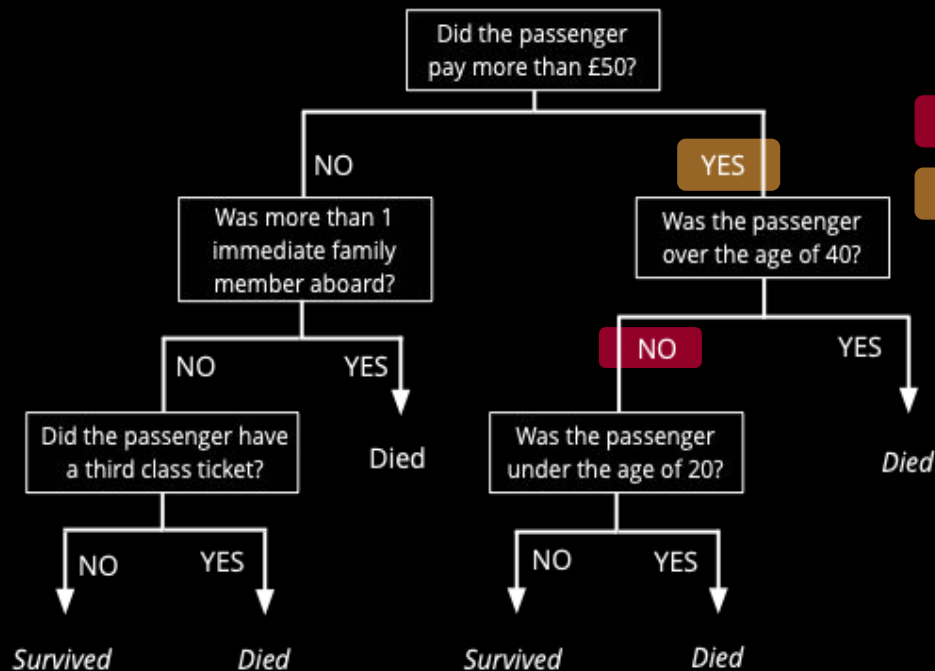 Did the passenger
pay more than £50?
NO
YES
Was more than 1
immediate family
member aboard?
Was the passenger
over the age of 40?
NO
YES
NO
YES
Did the passenger have
a third class ticket?
Died
Was the passenger
under the age of 20?
Died
NO
YES
NO
YES
Survived
Died
Survived
Died